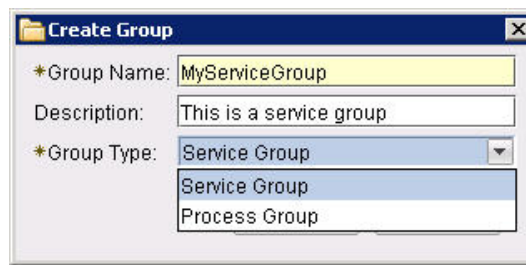 Create Group
*Group Name: MyServiceGroup
Description: This is a service group
*Group Type: Service Group
Service Group
Process Group